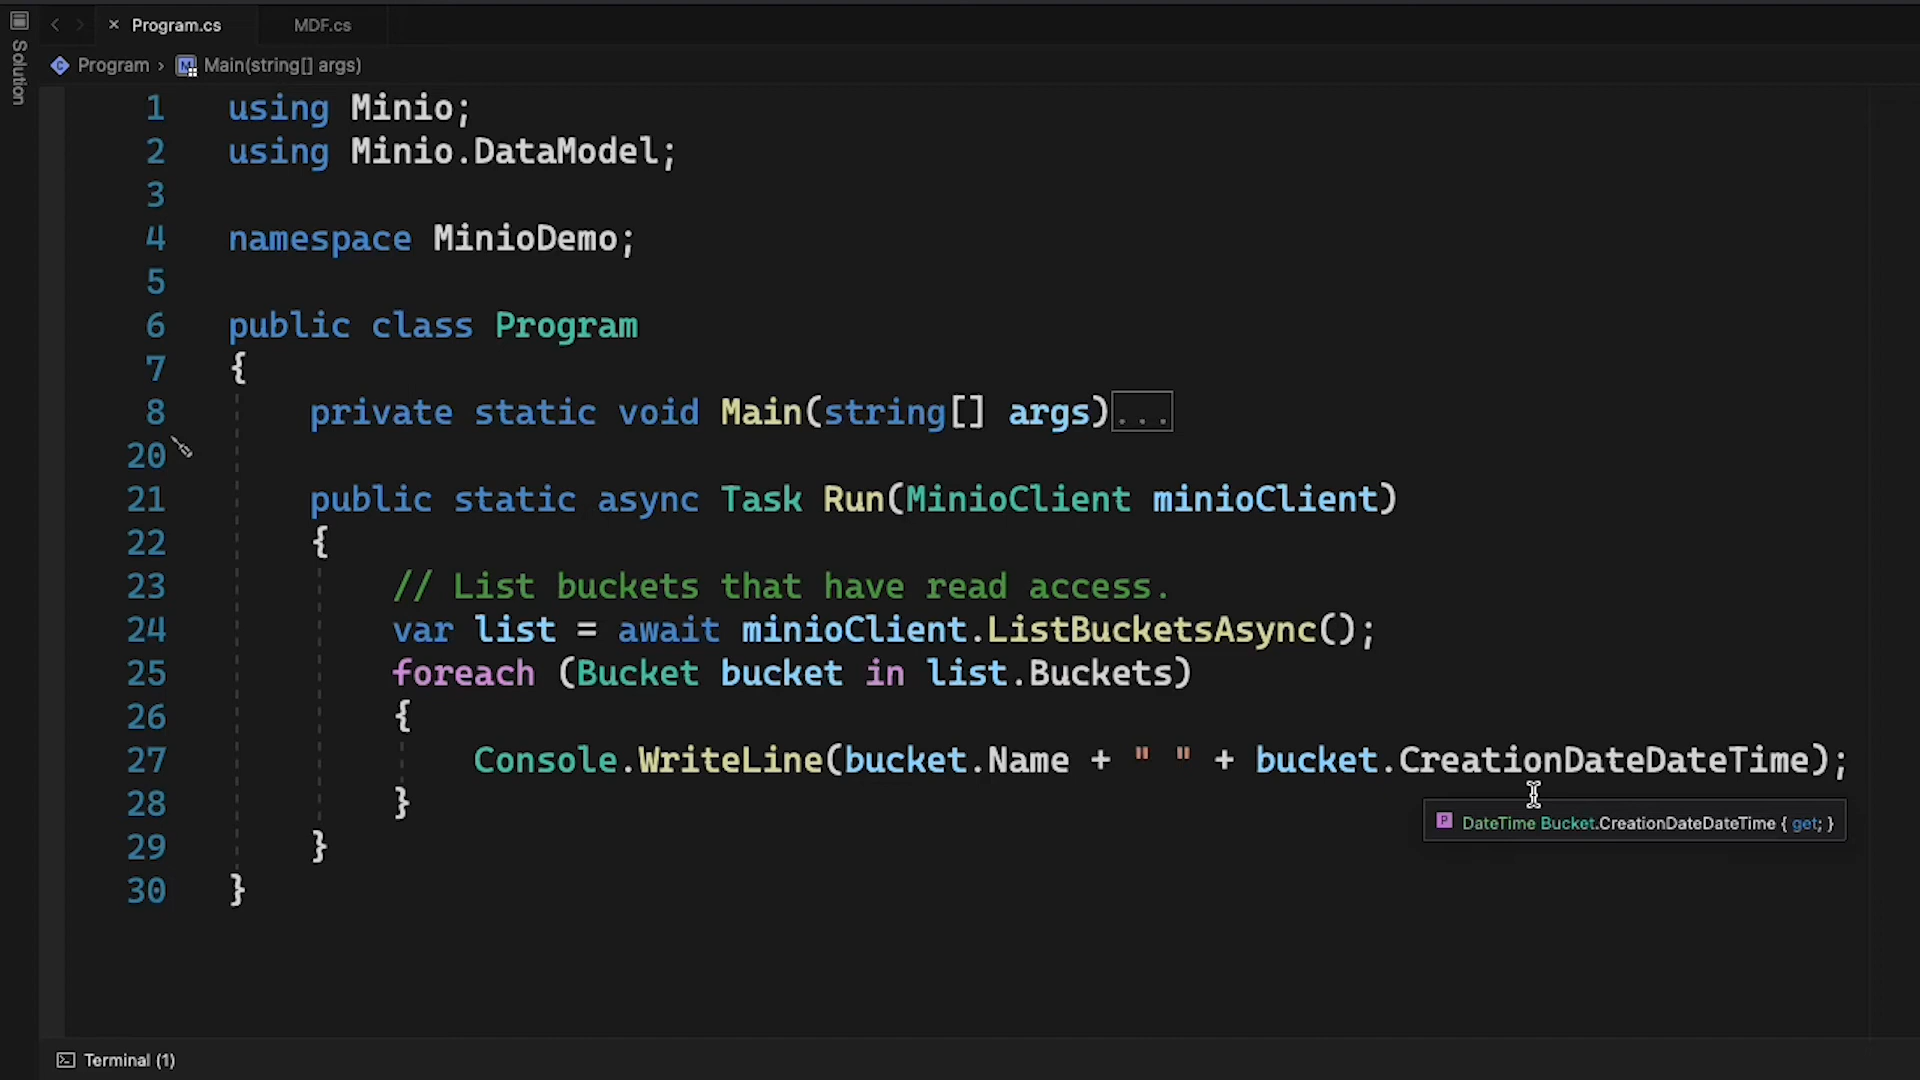 Solution
Program.cs
MDF.cs
Program › Main(string[] args)
1 using Minio;
2 using Minio.DataModel;
3
4 namespace MinioDemo;
5
6 public class Program
7 {
8 private static void Main(string[] args)...
20
21 public static async Task Run(MinioClient minioClient)
22 {
23 // List buckets that have read access.
24 var list = await minioClient.ListBucketsAsync();
25 foreach (Bucket bucket in list.Buckets)
26 {
27 Console.WriteLine(bucket.Name + " " + bucket.CreationDateDateTime);
28 }
P DateTime Bucket.CreationDateDateTime { get; }
29 }
30 }
Terminal (1)